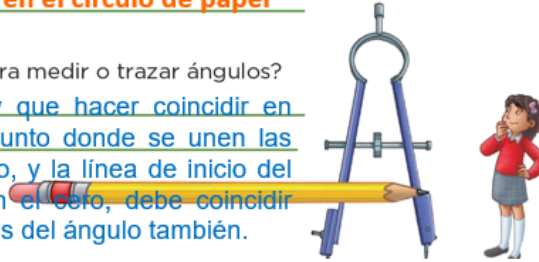 en el círculo de papel
ra medir o trazar ángulos?
que hacer coincidir en
unto donde se unen las
o, y la línea de inicio del
el cero, debe coincidir
s del ángulo también.